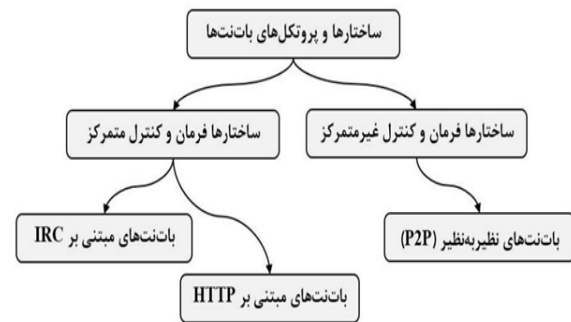 ساختارها و پروتکل‌های بات‌نت‌ها
ساختارها فرمان و کنترل غیرمتمرکز
ساختارها فرمان و کنترل متمرکز
بات‌نت‌های نظیربه‌نظیر (P2P)
بات‌نت‌های مبتنی بر IRC
بات‌نت‌های مبتنی بر HTTP